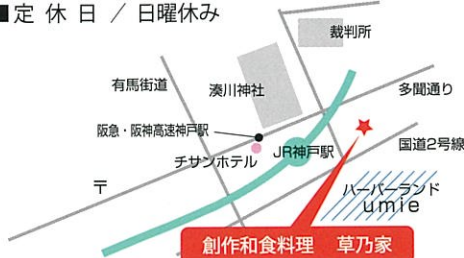 ■定休日／日曜休み
裁判所
有馬街道
湊川神社
多聞通り
阪急・阪神高速神戸駅
チサンホテル
JR神戸駅
国道2号線
〒
ハーバーランド
umie
創作和食料理 草乃家